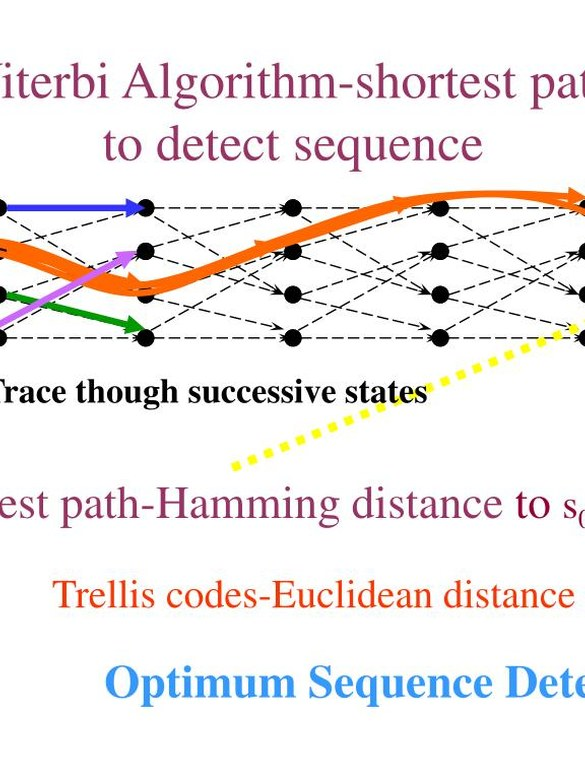 iterbi Algorithm-shortest pat
to detect sequence
Trace though successive states
est path-Hamming distance to s0
Trellis codes-Euclidean distance
Optimum Sequence Dete